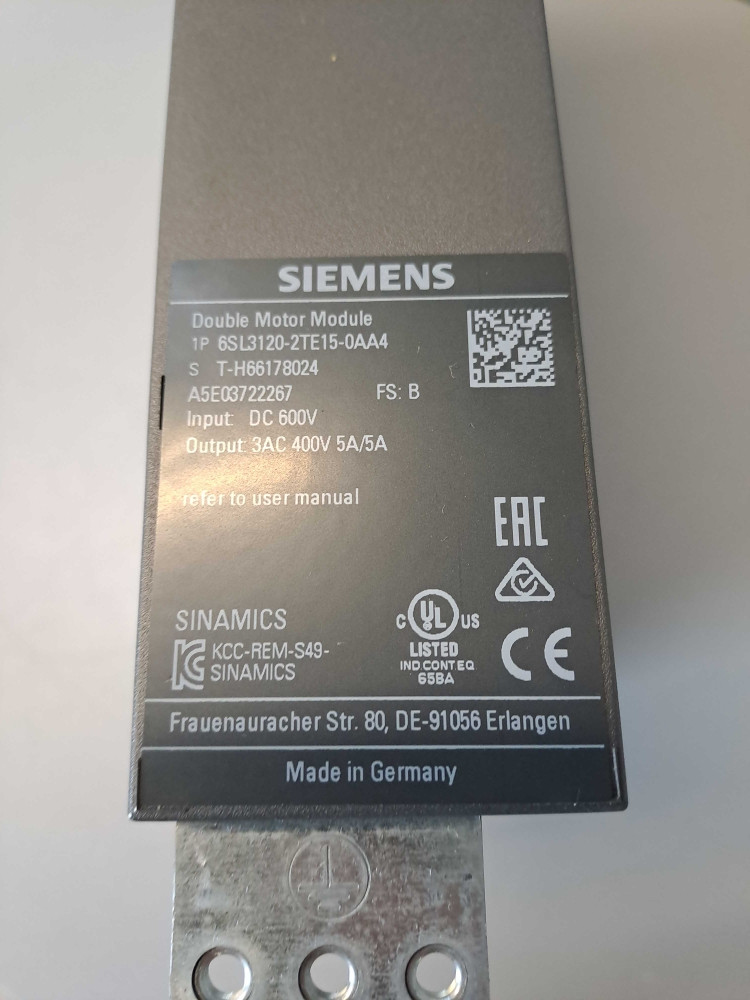 SIEMENS
Double Motor Module
1P 6SL3120-2TE15-0AA4
S T-H66178024
A5E03722267 FS: B
Input: DC 600V
Output: 3AC 400V 5A/5A
refer to user manual
EAC
SINAMICS
KCC-REM-S49-
SINAMICS
C UL US
LISTED
IND.CONT.EQ.
65BA
CE
Frauenauracher Str. 80, DE-91056 Erlangen
Made in Germany